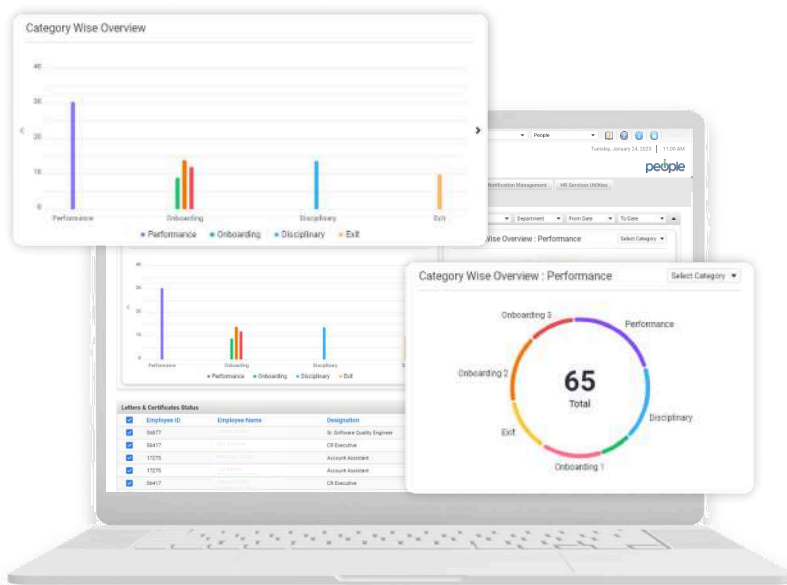 Category Wise Overview
40
30
20
10
0
Performance Onboarding Disciplinary Exit
Performance Onboarding Disciplinary Exit
People
Tuesday, January 24, 2023 | 11:09 AM
people
Notification Management HR Services Utilities
Department From Date To Date
Wise Overview : Performance Select Category
40
30
20
10
0
Performance Onboarding Disciplinary
Performance Onboarding Disciplinary Exit
Category Wise Overview : Performance Select Category
Onboarding 3
Performance
Onboarding 2
65
Total
Disciplinary
Exit
Onboarding 1
Letters & Certificates Status
Employee ID Employee Name Designation
56977 Sr. Software Quality Engineer
56417 CR Executive
17275 Account Assistant
17275 Account Assistant
56417 CR Executive